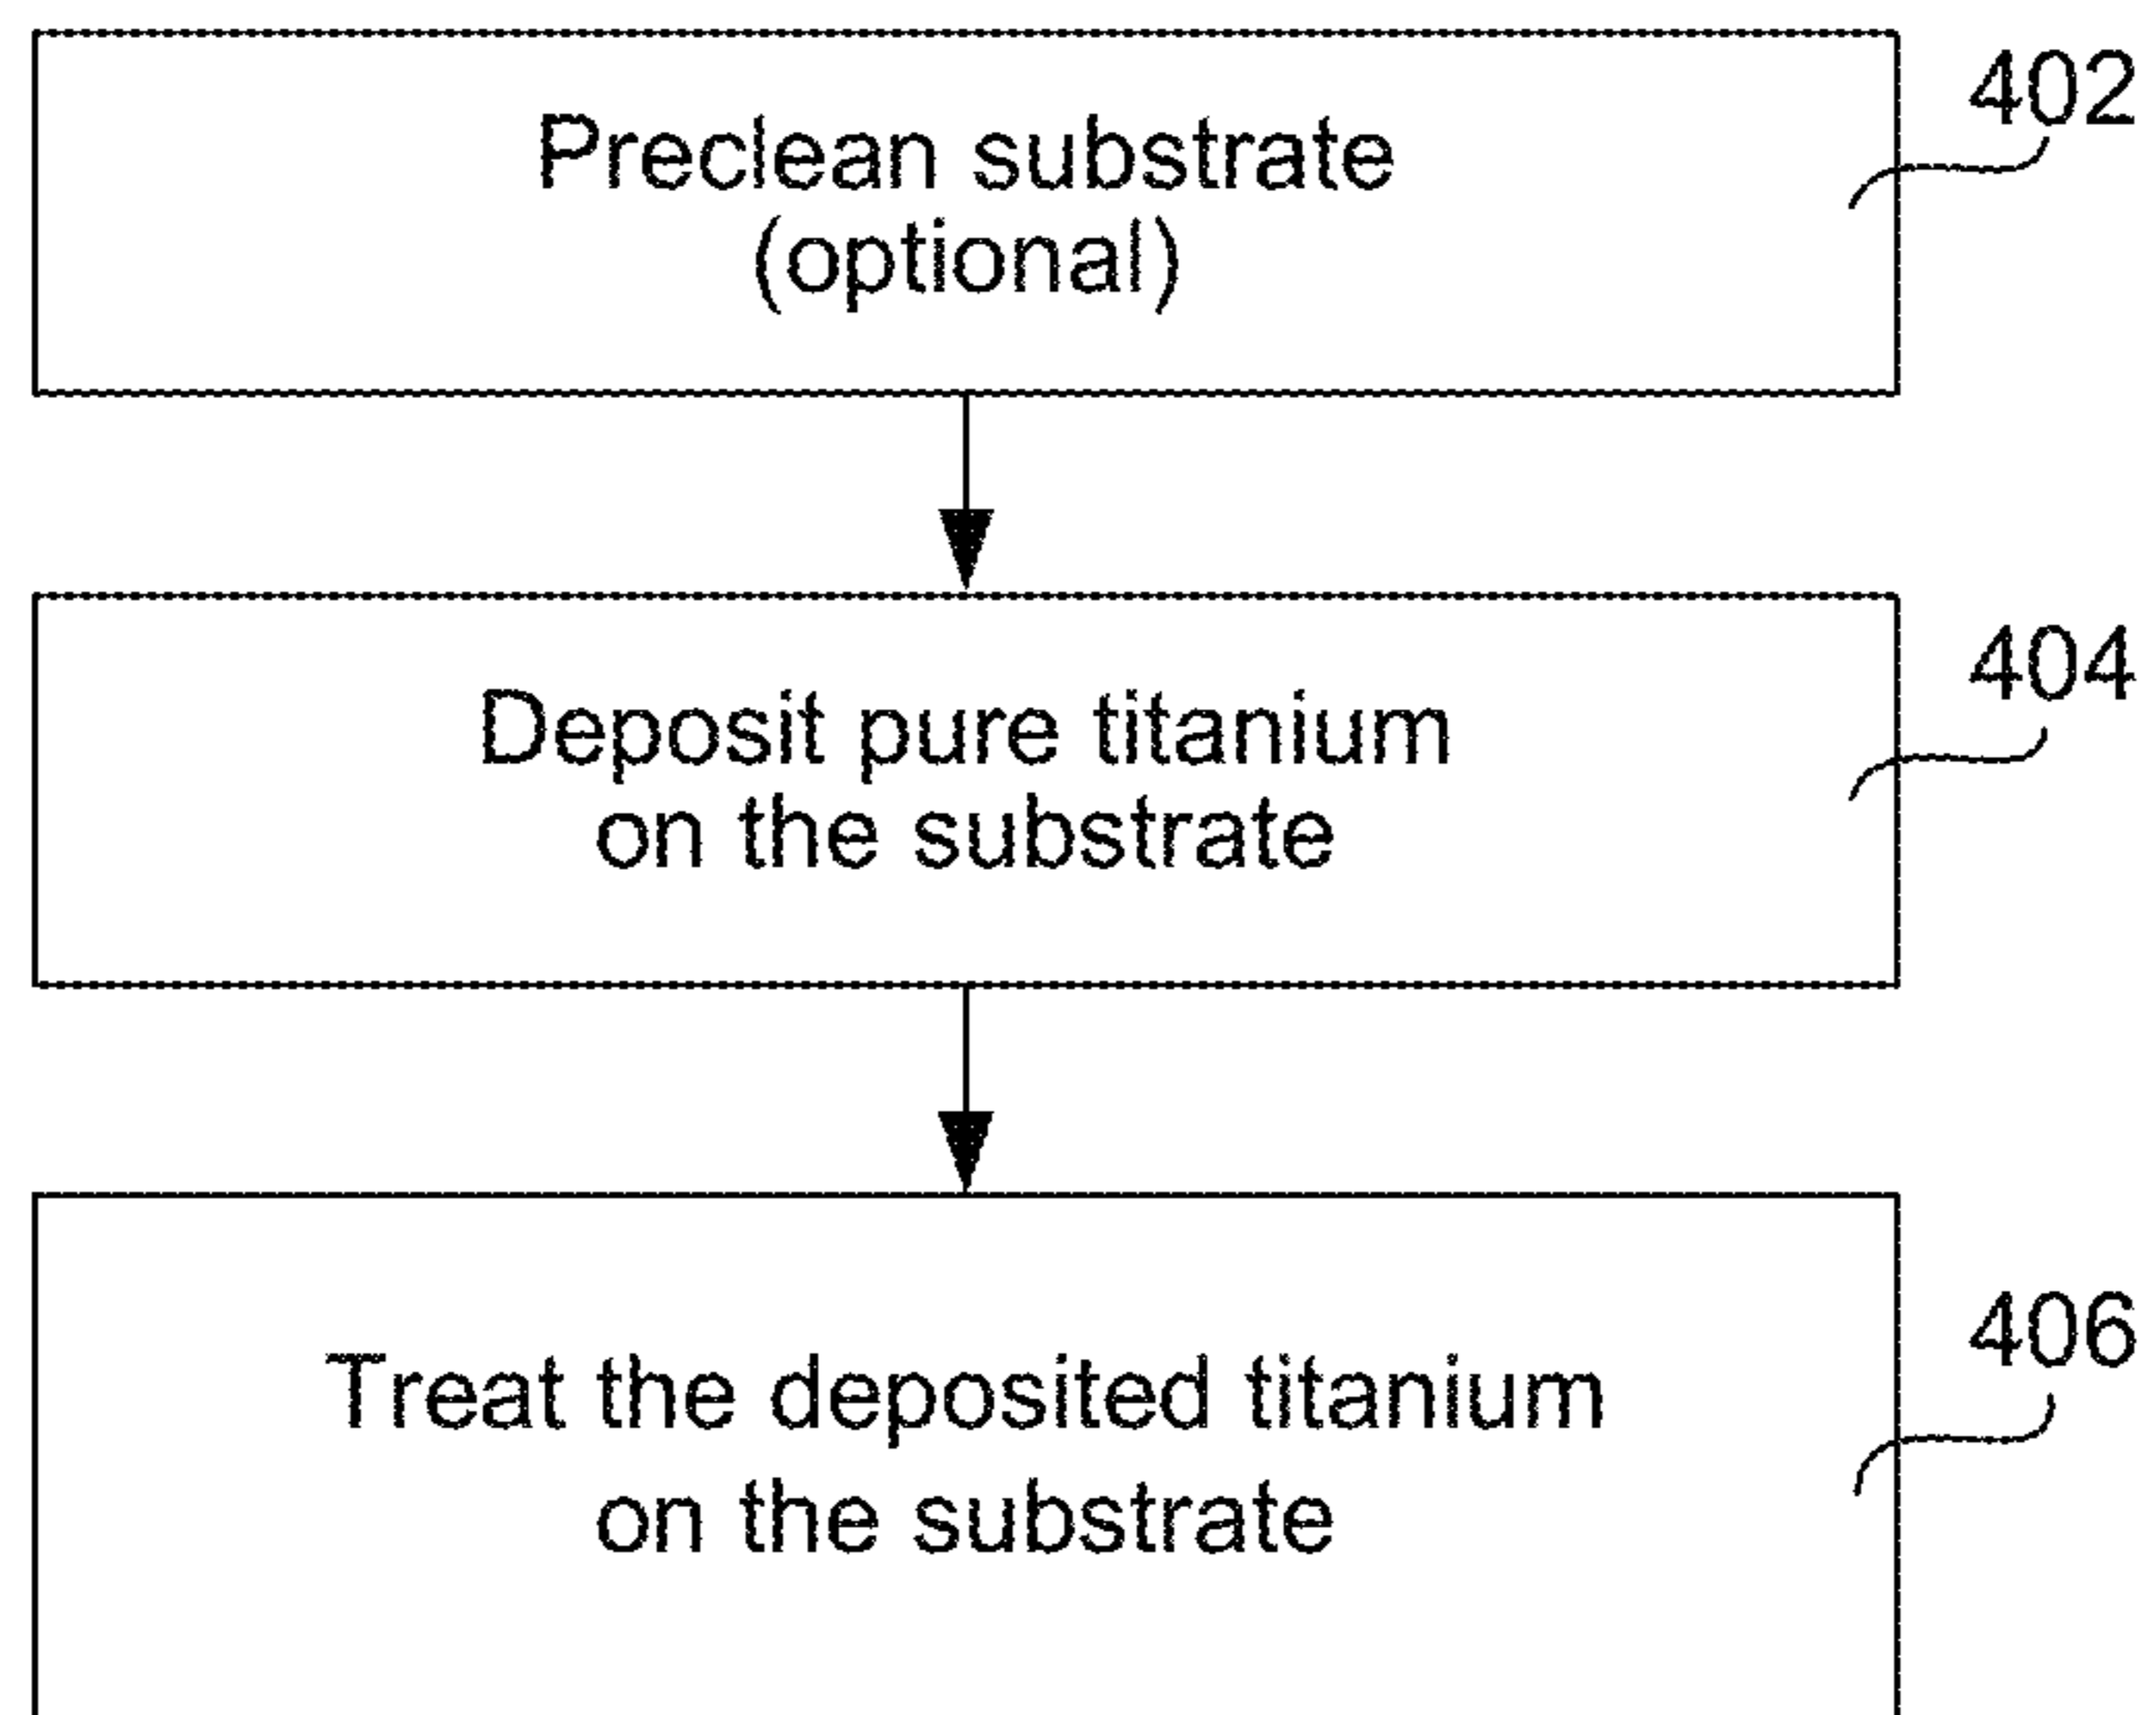 Preclean substrate
(optional)
402
Deposit pure titanium
on the substrate
404
Treat the deposited titanium
on the substrate
406